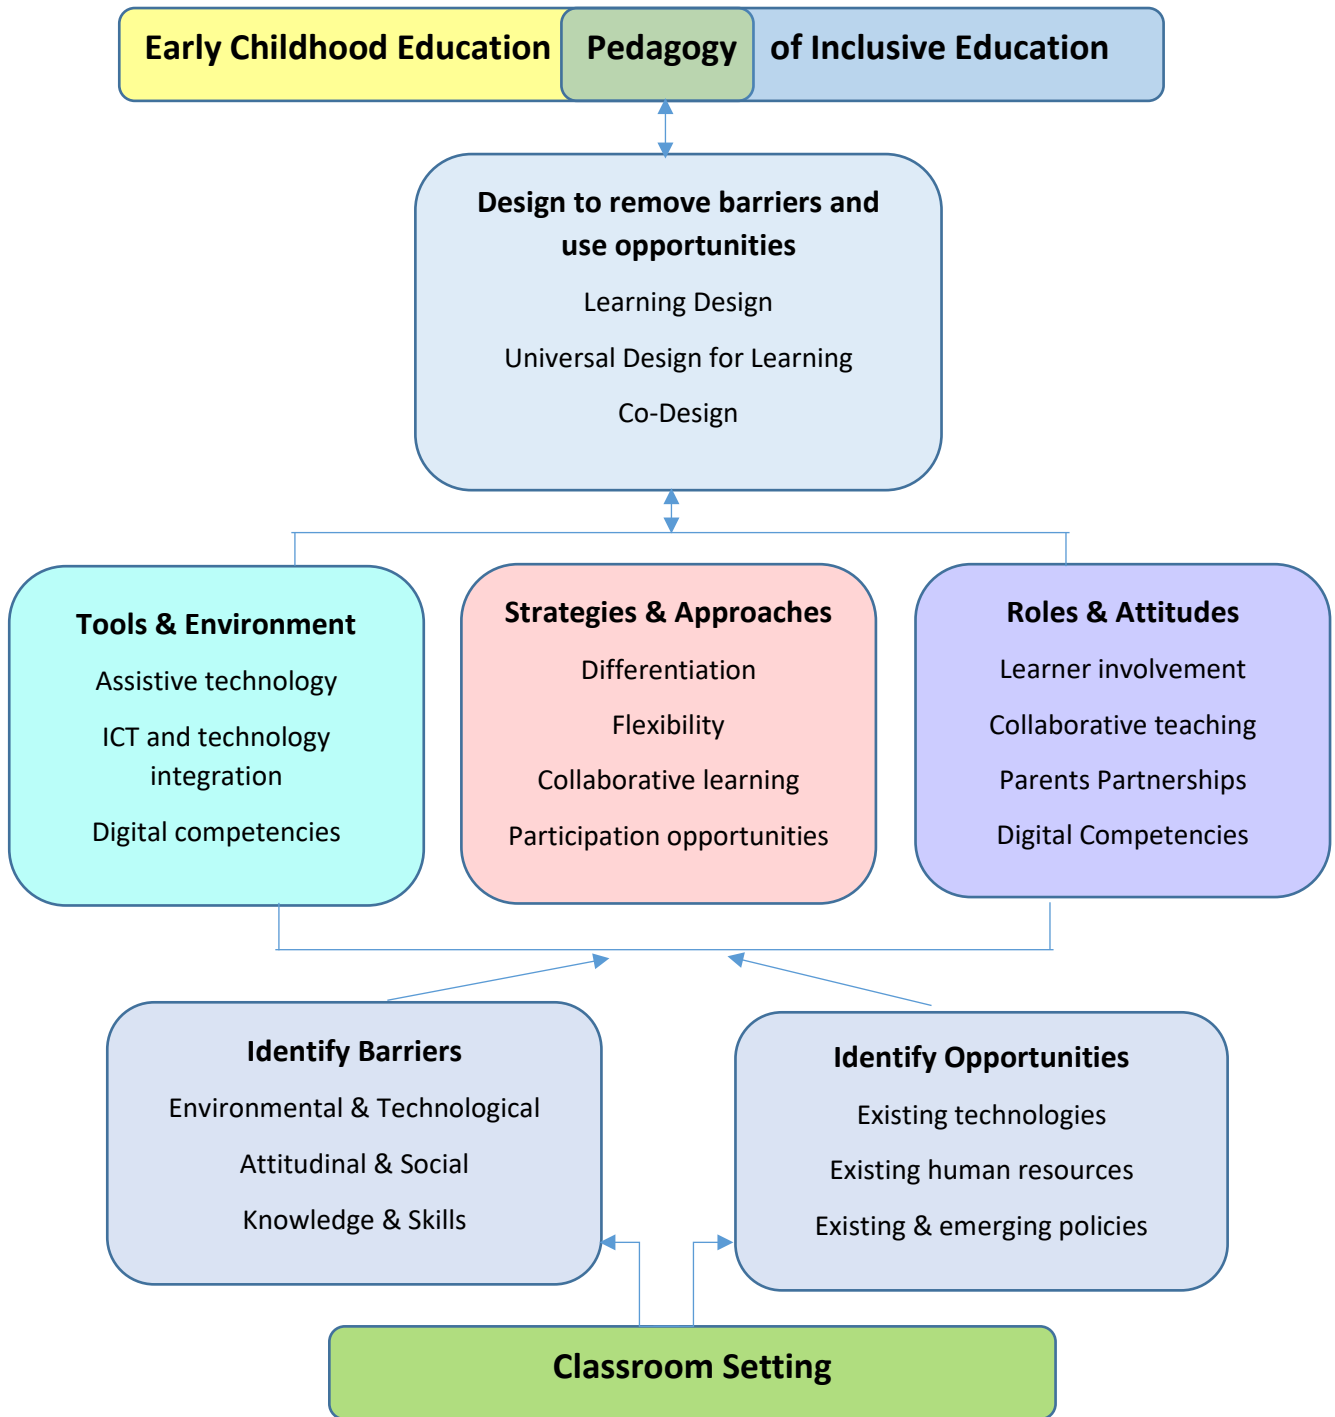 Early Childhood Education Pedagogy of Inclusive Education
Design to remove barriers and
use opportunities
Learning Design
Universal Design for Learning
Co-Design
Tools & Environment
Assistive technology
ICT and technology
integration
Digital competencies
Strategies & Approaches
Differentiation
Flexibility
Collaborative learning
Participation opportunities
Roles & Attitudes
Learner involvement
Collaborative teaching
Parents Partnerships
Digital Competencies
Identify Barriers
Environmental & Technological
Attitudinal & Social
Knowledge & Skills
Identify Opportunities
Existing technologies
Existing human resources
Existing & emerging policies
Classroom Setting